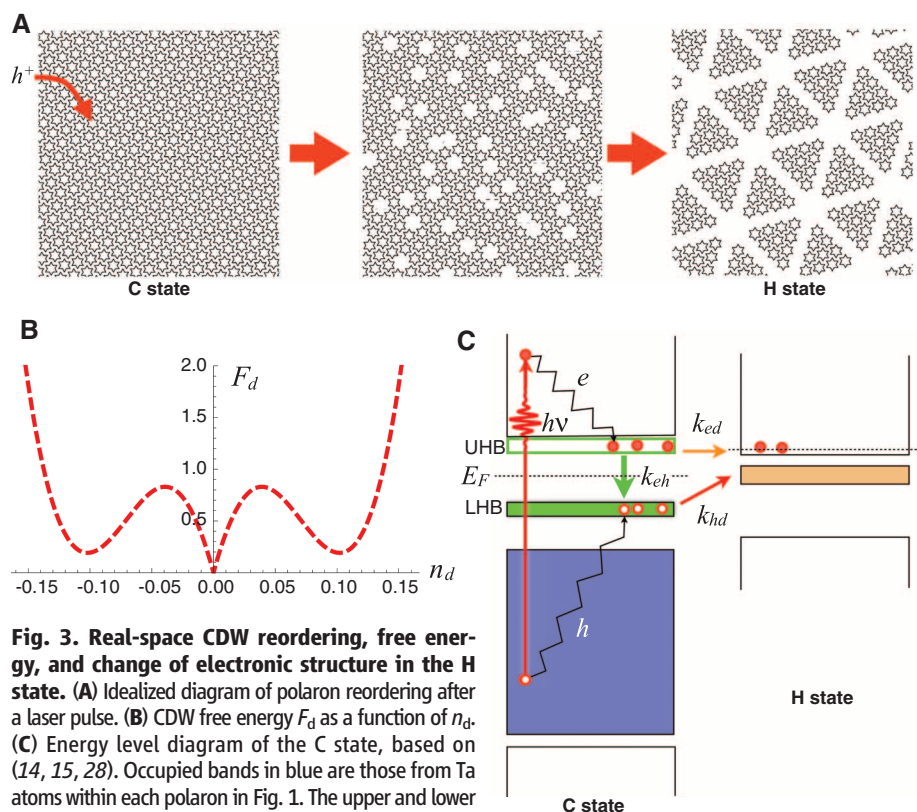 A
h+
C state
H state
B
2.0
F_d
1.5
1.0
0.5
-0.15
-0.10
-0.05
0.00
0.05
0.10
0.15
n_d
C
e
hν
UHB
k_ed
E_F
k_eh
LHB
k_hd
h
H state
C state
Fig. 3. Real-space CDW reordering, free ener-
gy, and change of electronic structure in the H
state. (A) Idealized diagram of polaron reordering after
a laser pulse. (B) CDW free energy F_d as a function of n_d.
(C) Energy level diagram of the C state, based on
(14, 15, 28). Occupied bands in blue are those from Ta
atoms within each polaron in Fig. 1. The upper and lower